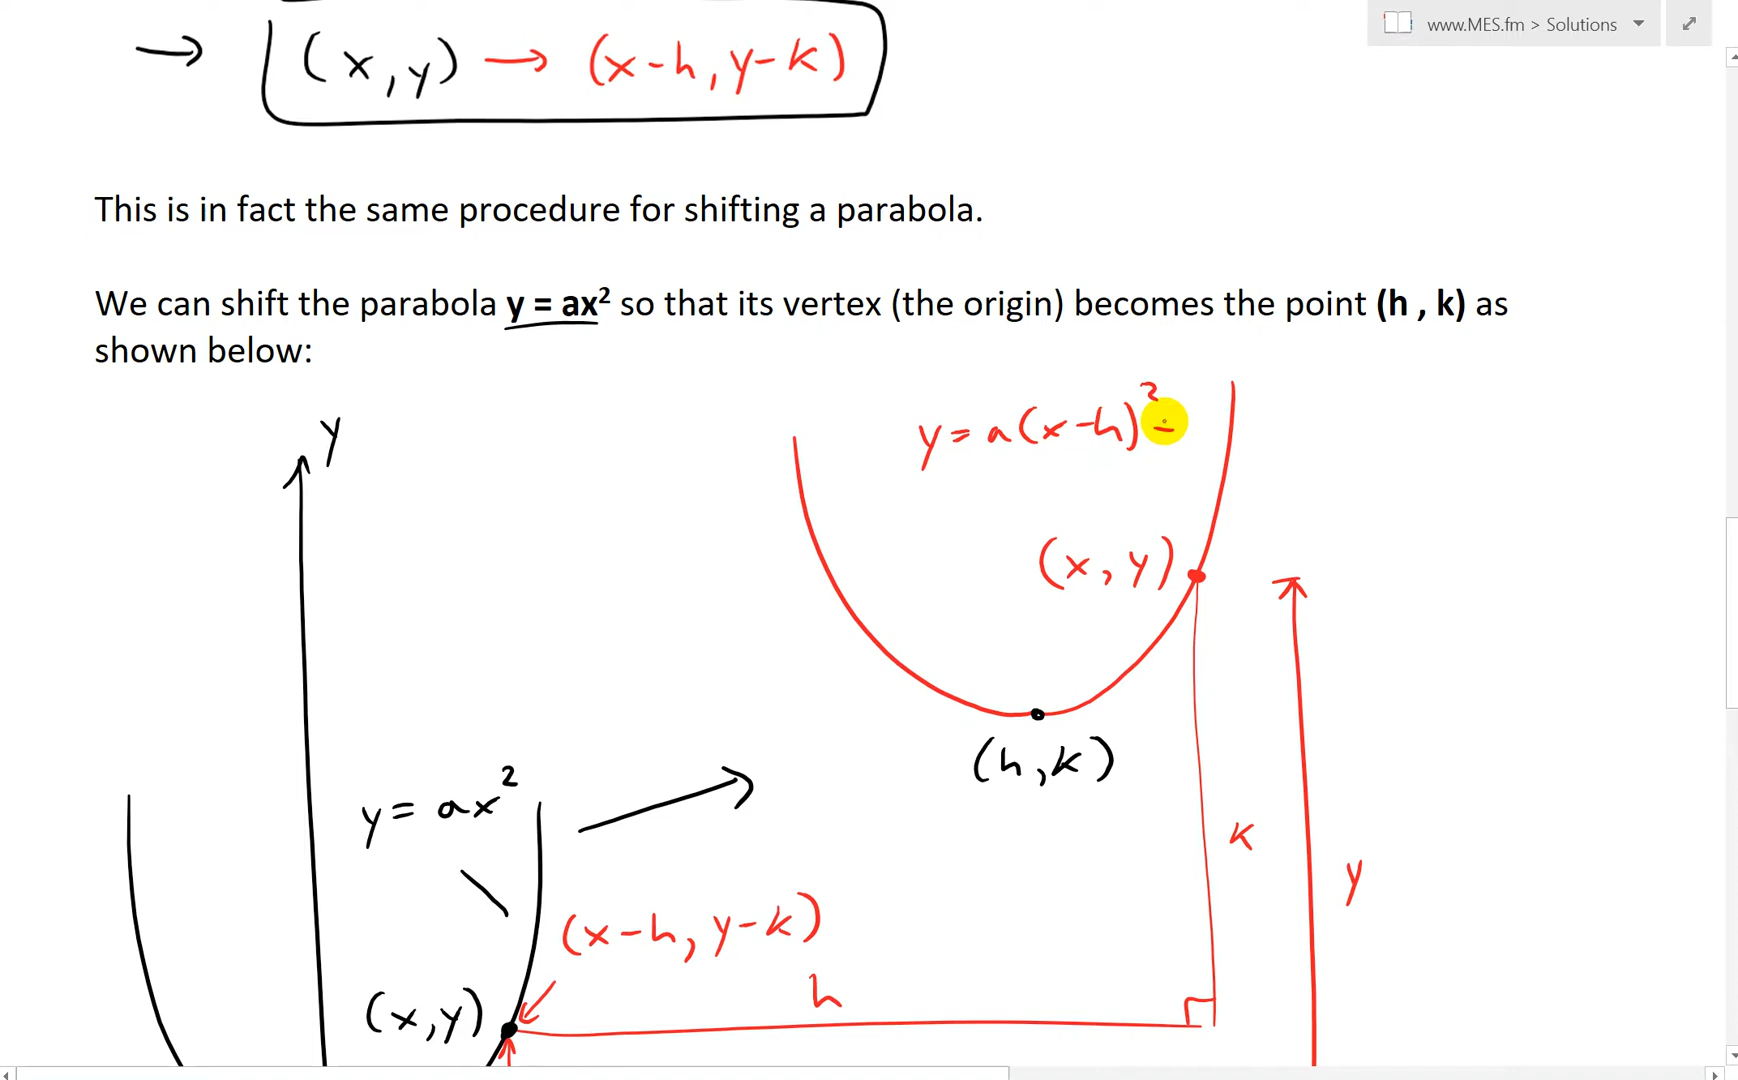 www.MES.fm > Solutions
→ (x, y) → (x-h, y-k)
This is in fact the same procedure for shifting a parabola.
We can shift the parabola y = ax² so that its vertex (the origin) becomes the point (h , k) as
shown below:
y = a(x-h)² -
y
(x, y)
(h, k)
y = ax²
k
y
(x-h, y-k)
h
(x, y)